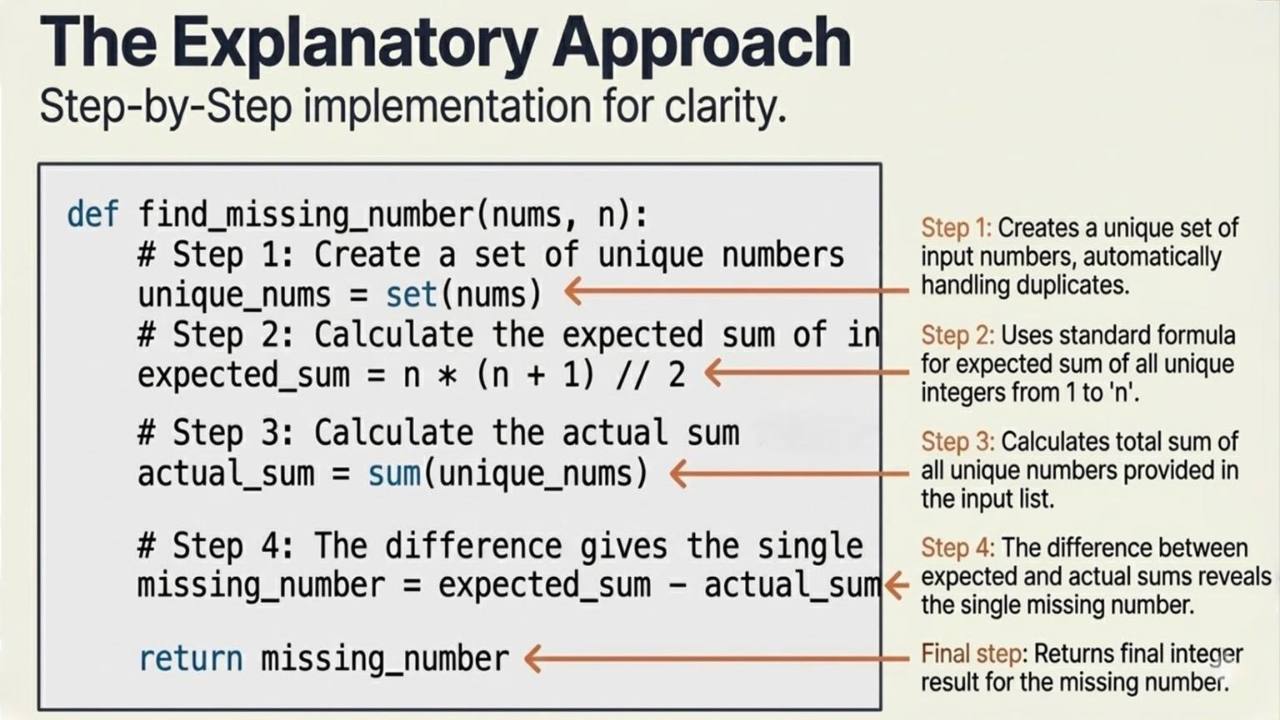 The Explanatory Approach
Step-by-Step implementation for clarity.
def find_missing_number(nums, n):
# Step 1: Create a set of unique numbers
unique_nums = set(nums)
# Step 2: Calculate the expected sum of in
expected_sum = n * (n + 1) // 2
# Step 3: Calculate the actual sum
actual_sum = sum(unique_nums)
# Step 4: The difference gives the single
missing_number = expected_sum − actual_sum
return missing_number
Step 1: Creates a unique set of
input numbers, automatically
handling duplicates.
Step 2: Uses standard formula
for expected sum of all unique
integers from 1 to 'n'.
Step 3: Calculates total sum of
all unique numbers provided in
the input list.
Step 4: The difference between
expected and actual sums reveals
the single missing number.
Final step: Returns final integer
result for the missing number.